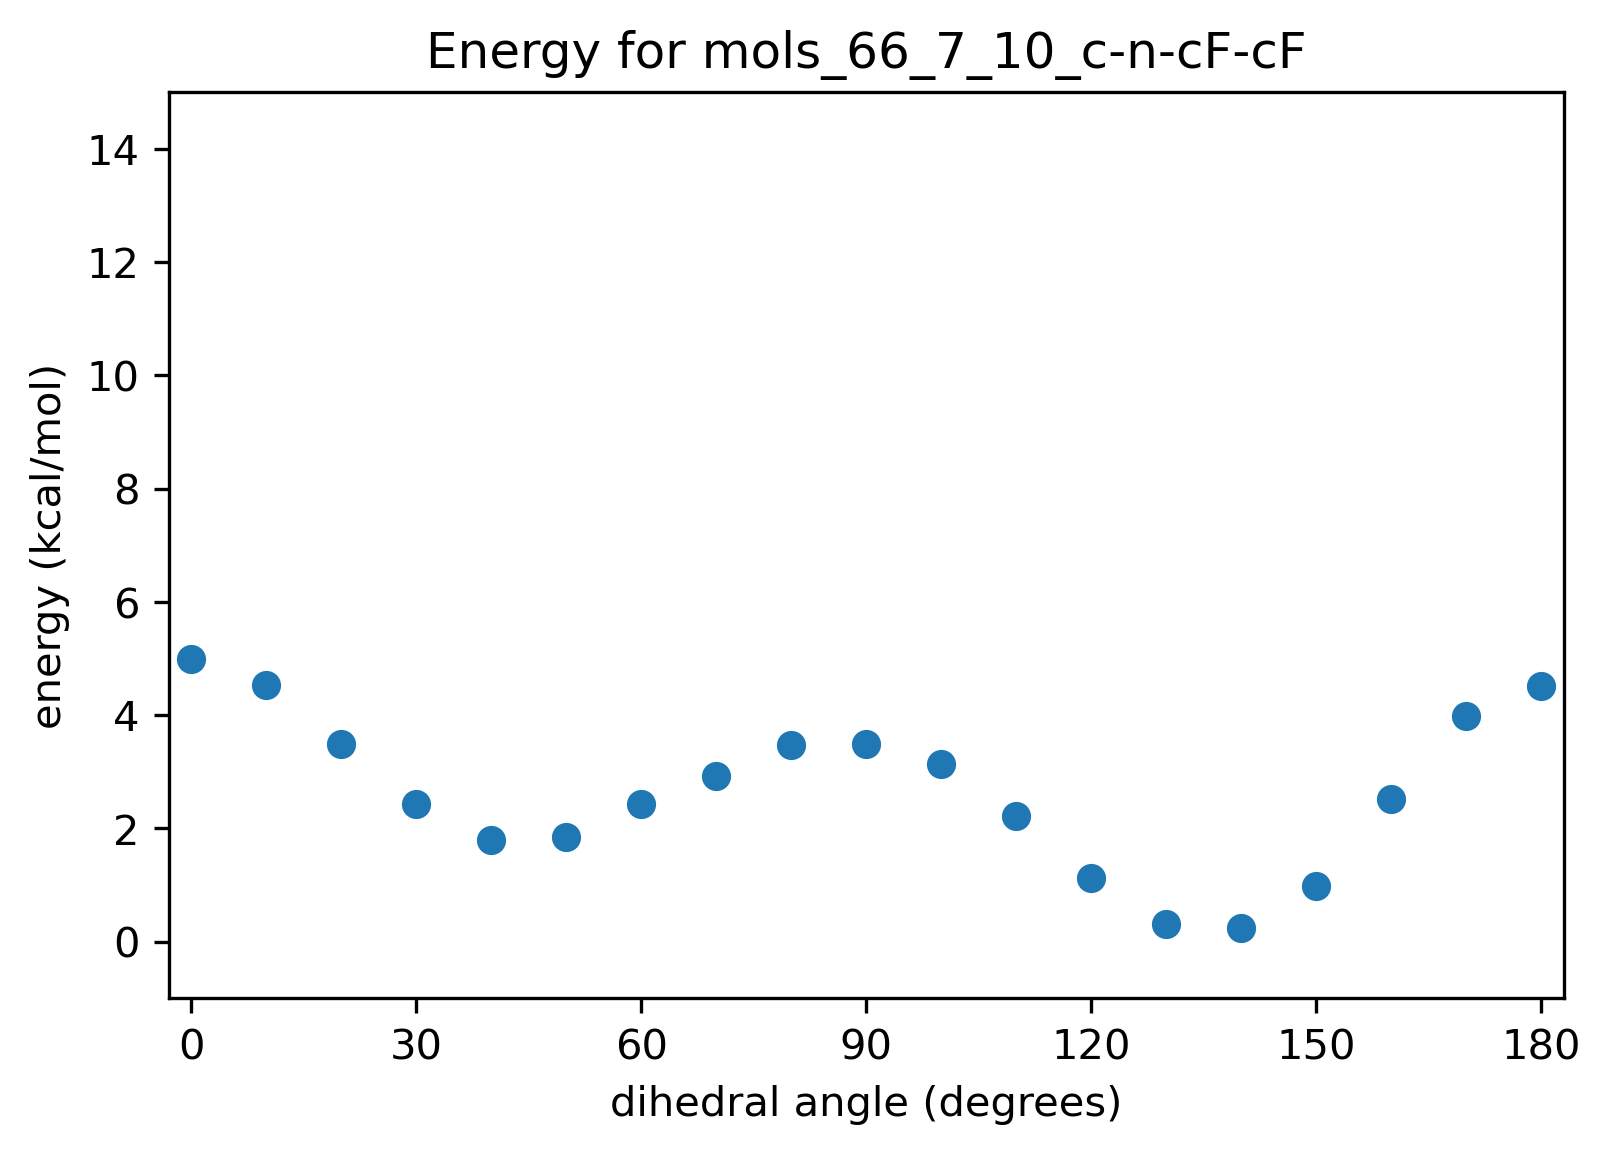 Energy for mols_66_7_10_c-n-cF-cF
14
12
10
8
6
4
2
0
energy (kcal/mol)
0 30 60 90 120 150 180
dihedral angle (degrees)